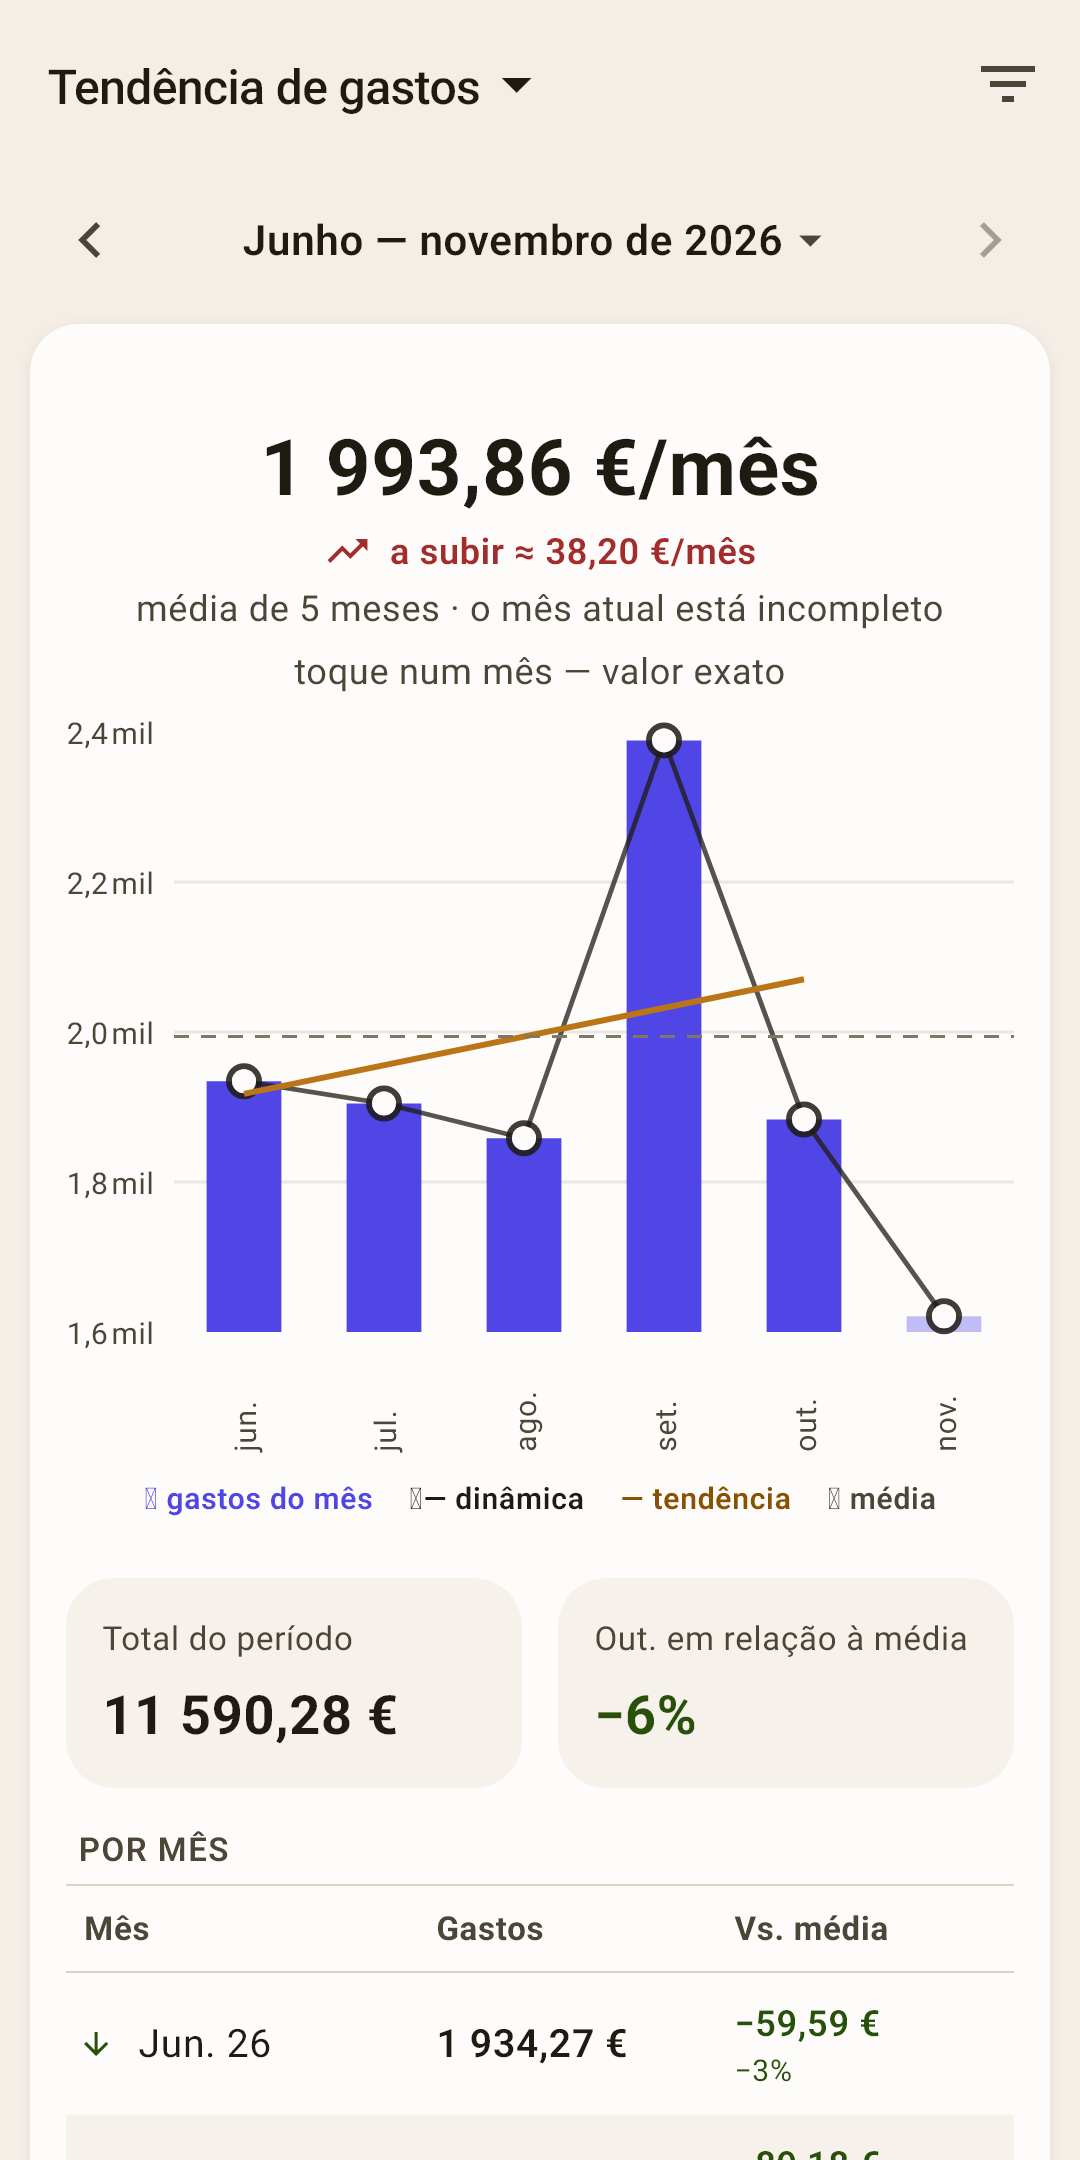 Tendência de gastos
Junho — novembro de 2026
1 993,86 €/mês
a subir ≈ 38,20 €/mês
média de 5 meses · o mês atual está incompleto
toque num mês — valor exato
2,4 mil
2,2 mil
2,0 mil
1,8 mil
1,6 mil
jun.
jul.
ago.
set.
out.
nov.
gastos do mês — dinâmica — tendência média
Total do período
11 590,28 €
Out. em relação à média
−6%
POR MÊS
Mês Gastos Vs. média
Jun. 26 1 934,27 € −59,59 €
−3%